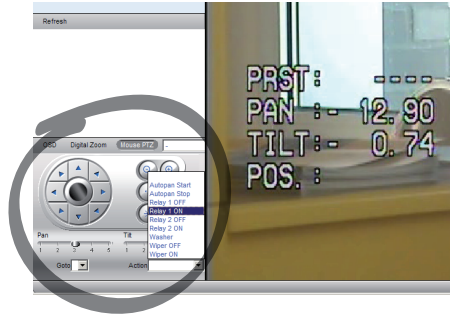 Refresh
PRST: ----
PAN :- 12.90
TILT:- 0.74
POS. :
OSD Digital Zoom Mouse PTZ -
Autopan Start
Autopan Stop
Relay 1 OFF
Relay 1 ON
Relay 2 OFF
Relay 2 ON
Washer
Wiper OFF
Wiper ON
Pan Tilt
1 2 3 4 5 1 2
Goto Action